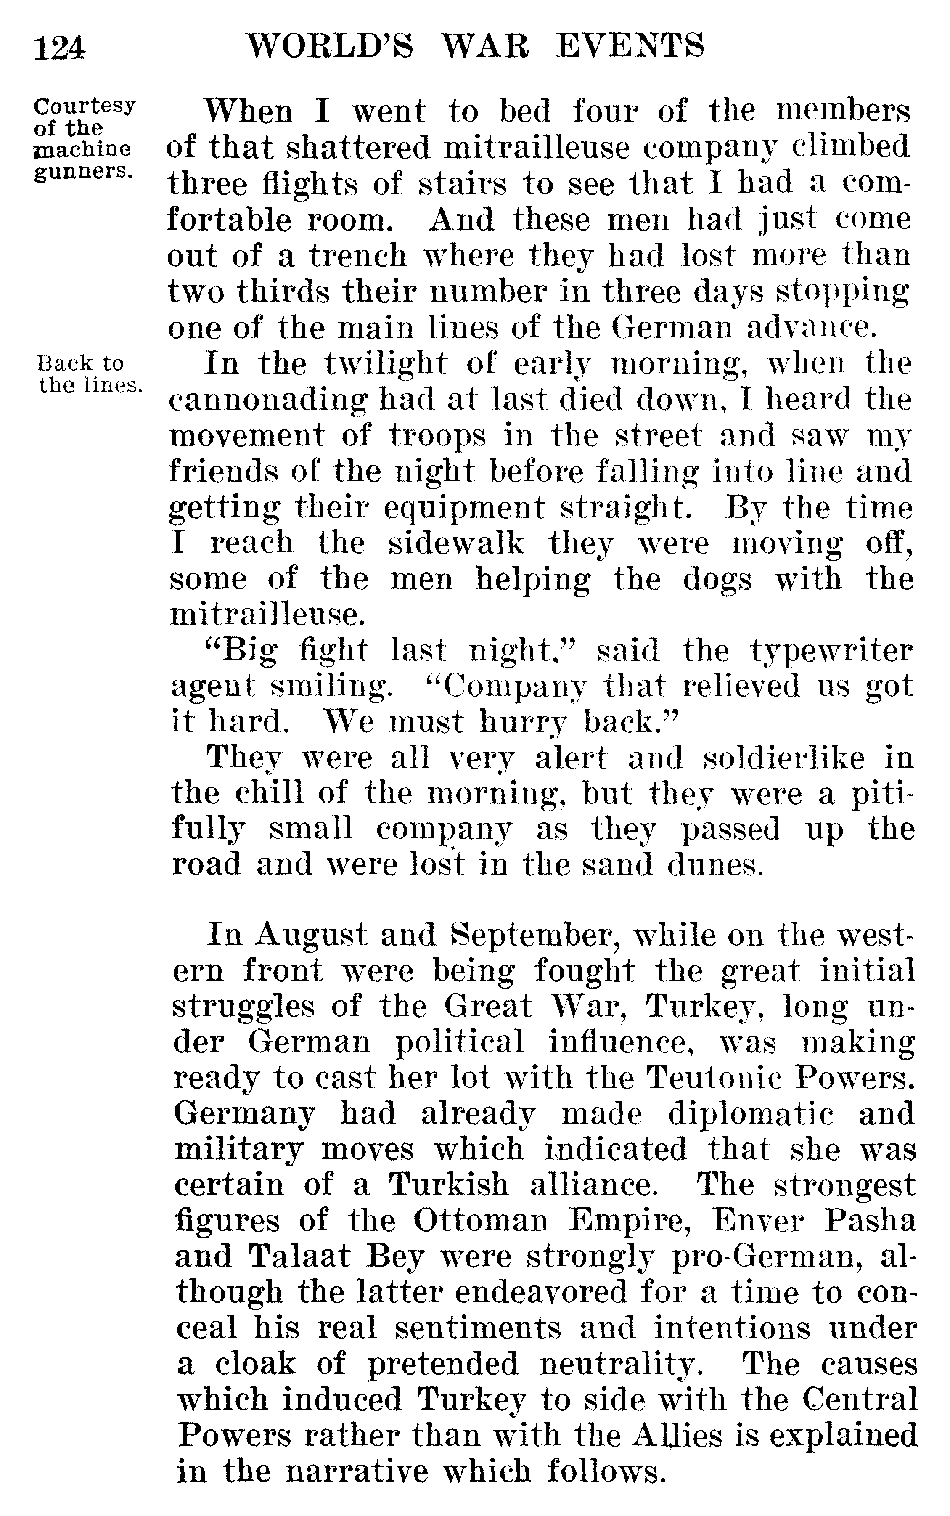 124 WORLD'S WAR EVENTS
Courtesy
of the
machine
gunners.
When I went to bed four of the members
of that shattered mitrailleuse company climbed
three flights of stairs to see that I had a com-
fortable room. And these men had just come
out of a trench where they had lost more than
two thirds their number in three days stopping
one of the main lines of the German advance.
Back to
the lines.
In the twilight of early morning, when the
cannonading had at last died down, I heard the
movement of troops in the street and saw my
friends of the night before falling into line and
getting their equipment straight. By the time
I reach the sidewalk they were moving off,
some of the men helping the dogs with the
mitrailleuse.
"Big fight last night," said the typewriter
agent smiling. "Company that relieved us got
it hard. We must hurry back."
They were all very alert and soldierlike in
the chill of the morning, but they were a piti-
fully small company as they passed up the
road and were lost in the sand dunes.
In August and September, while on the west-
ern front were being fought the great initial
struggles of the Great War, Turkey, long un-
der German political influence, was making
ready to cast her lot with the Teutonic Powers.
Germany had already made diplomatic and
military moves which indicated that she was
certain of a Turkish alliance. The strongest
figures of the Ottoman Empire, Enver Pasha
and Talaat Bey were strongly pro-German, al-
though the latter endeavored for a time to con-
ceal his real sentiments and intentions under
a cloak of pretended neutrality. The causes
which induced Turkey to side with the Central
Powers rather than with the Allies is explained
in the narrative which follows.